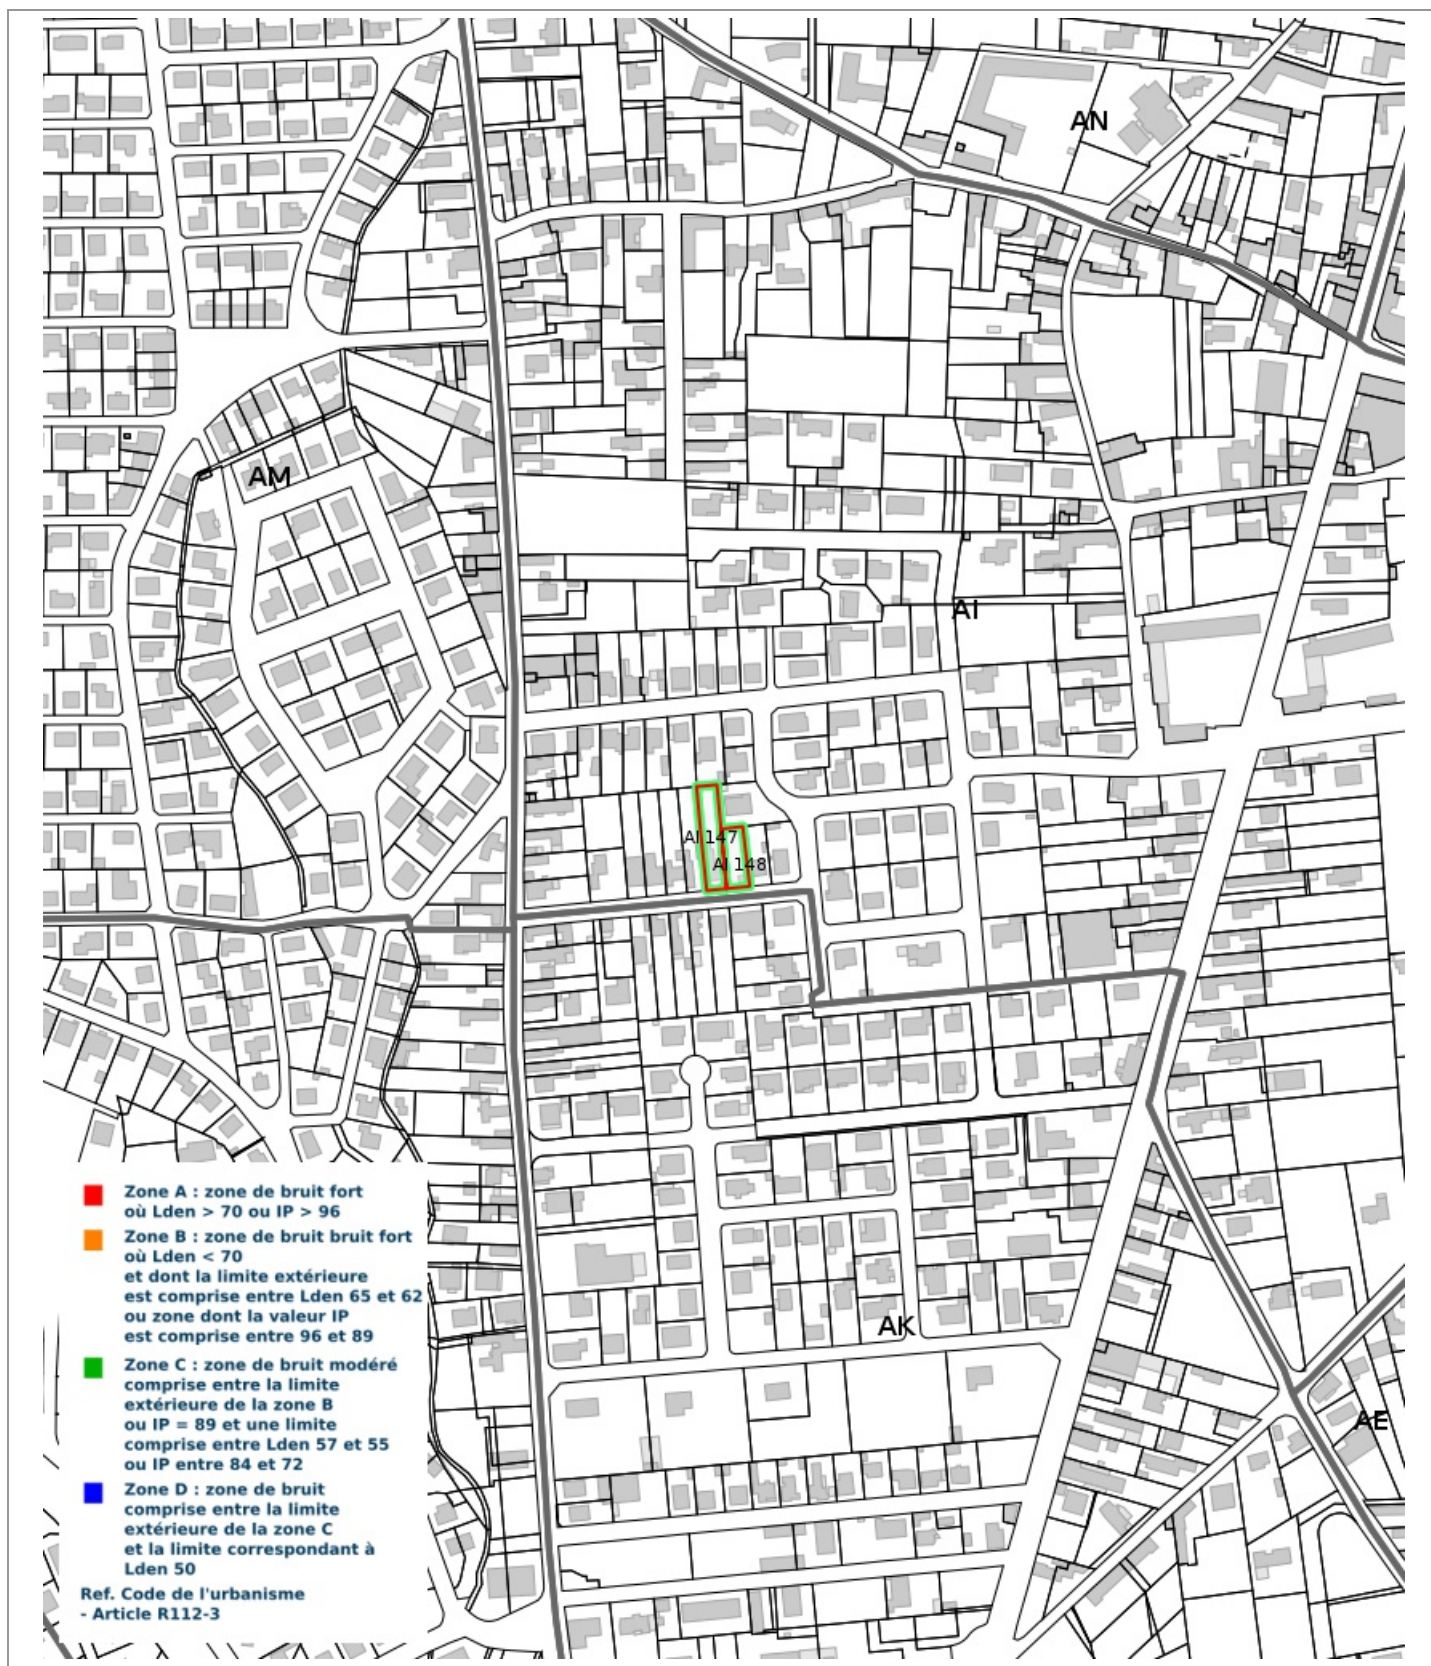 AN
AM
AI
AI 147
AI 148
AK
AE
Zone A : zone de bruit fort
où Lden > 70 ou IP > 96
Zone B : zone de bruit bruit fort
où Lden < 70
et dont la limite extérieure
est comprise entre Lden 65 et 62
ou zone dont la valeur IP
est comprise entre 96 et 89
Zone C : zone de bruit modéré
comprise entre la limite
extérieure de la zone B
ou IP = 89 et une limite
comprise entre Lden 57 et 55
ou IP entre 84 et 72
Zone D : zone de bruit
comprise entre la limite
extérieure de la zone C
et la limite correspondant à
Lden 50
Ref. Code de l'urbanisme
- Article R112-3